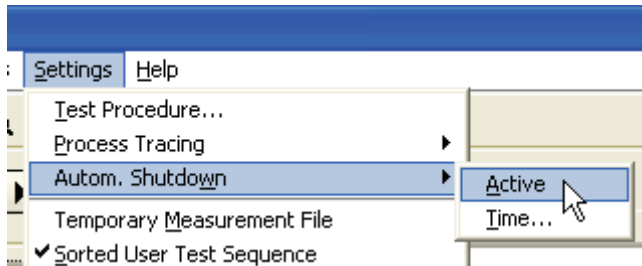 Settings Help
Test Procedure...
Process Tracing
Autom. Shutdown
Active
Time...
Temporary Measurement File
Sorted User Test Sequence